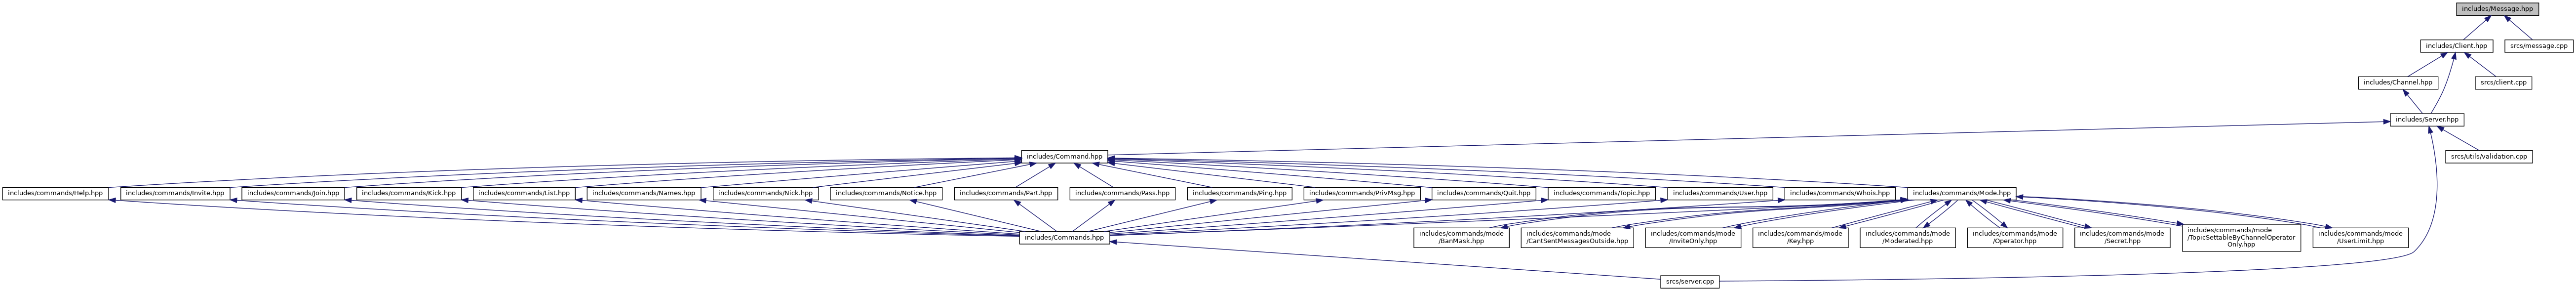 includes/Message.hpp
includes/Client.hpp
srcs/message.cpp
includes/Channel.hpp
srcs/client.cpp
includes/Server.hpp
includes/Command.hpp
srcs/utils/validation.cpp
includes/commands/Help.hpp
includes/commands/Invite.hpp
includes/commands/Join.hpp
includes/commands/Kick.hpp
includes/commands/List.hpp
includes/commands/Names.hpp
includes/commands/Nick.hpp
includes/commands/Notice.hpp
includes/commands/Part.hpp
includes/commands/Pass.hpp
includes/commands/Ping.hpp
includes/commands/PrivMsg.hpp
includes/commands/Quit.hpp
includes/commands/Topic.hpp
includes/commands/User.hpp
includes/commands/Whois.hpp
includes/commands/Mode.hpp
includes/Commands.hpp
includes/commands/mode
/BanMask.hpp
includes/commands/mode
/CantSentMessagesOutside.hpp
includes/commands/mode
/InviteOnly.hpp
includes/commands/mode
/Key.hpp
includes/commands/mode
/Moderated.hpp
includes/commands/mode
/Operator.hpp
includes/commands/mode
/Secret.hpp
includes/commands/mode
/TopicSettableByChannelOperator
Only.hpp
includes/commands/mode
/UserLimit.hpp
srcs/server.cpp